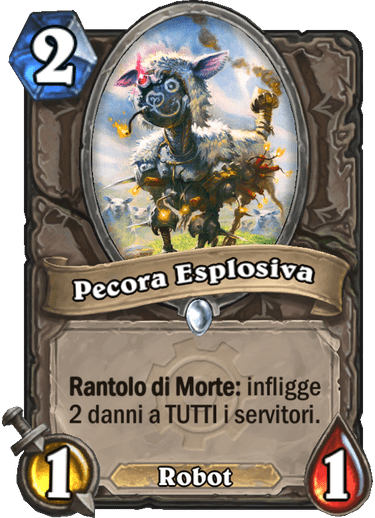 2
Pecora Esplosiva
Rantolo di Morte: infligge
2 danni a TUTTI i servitori.
1
Robot
1